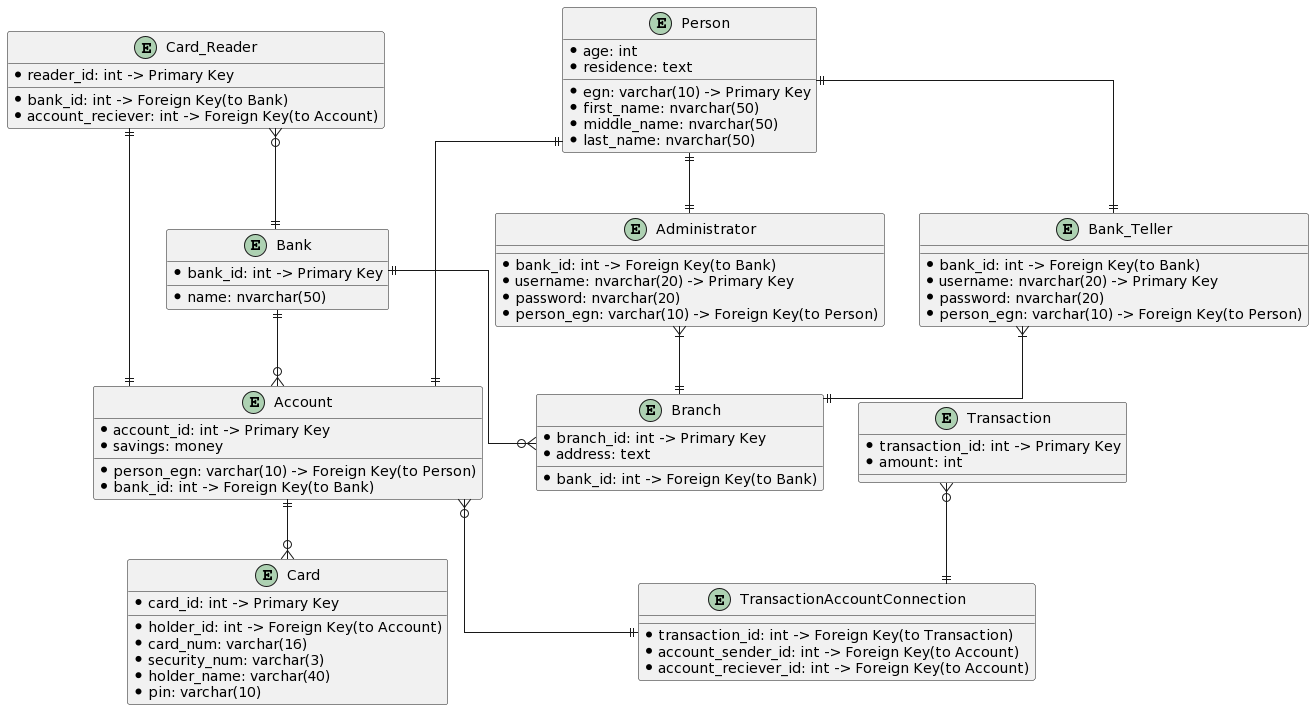 E Card_Reader
reader_id: int -> Primary Key
bank_id: int -> Foreign Key(to Bank)
account_reciever: int -> Foreign Key(to Account)
E Person
age: int
residence: text
egn: varchar(10) -> Primary Key
first_name: nvarchar(50)
middle_name: nvarchar(50)
last_name: nvarchar(50)
E Bank
bank_id: int -> Primary Key
name: nvarchar(50)
E Administrator
bank_id: int -> Foreign Key(to Bank)
username: nvarchar(20) -> Primary Key
password: nvarchar(20)
person_egn: varchar(10) -> Foreign Key(to Person)
E Bank_Teller
bank_id: int -> Foreign Key(to Bank)
username: nvarchar(20) -> Primary Key
password: nvarchar(20)
person_egn: varchar(10) -> Foreign Key(to Person)
E Account
account_id: int -> Primary Key
savings: money
person_egn: varchar(10) -> Foreign Key(to Person)
bank_id: int -> Foreign Key(to Bank)
E Branch
branch_id: int -> Primary Key
address: text
bank_id: int -> Foreign Key(to Bank)
E Transaction
transaction_id: int -> Primary Key
amount: int
E Card
card_id: int -> Primary Key
holder_id: int -> Foreign Key(to Account)
card_num: varchar(16)
security_num: varchar(3)
holder_name: varchar(40)
pin: varchar(10)
E TransactionAccountConnection
transaction_id: int -> Foreign Key(to Transaction)
account_sender_id: int -> Foreign Key(to Account)
account_reciever_id: int -> Foreign Key(to Account)